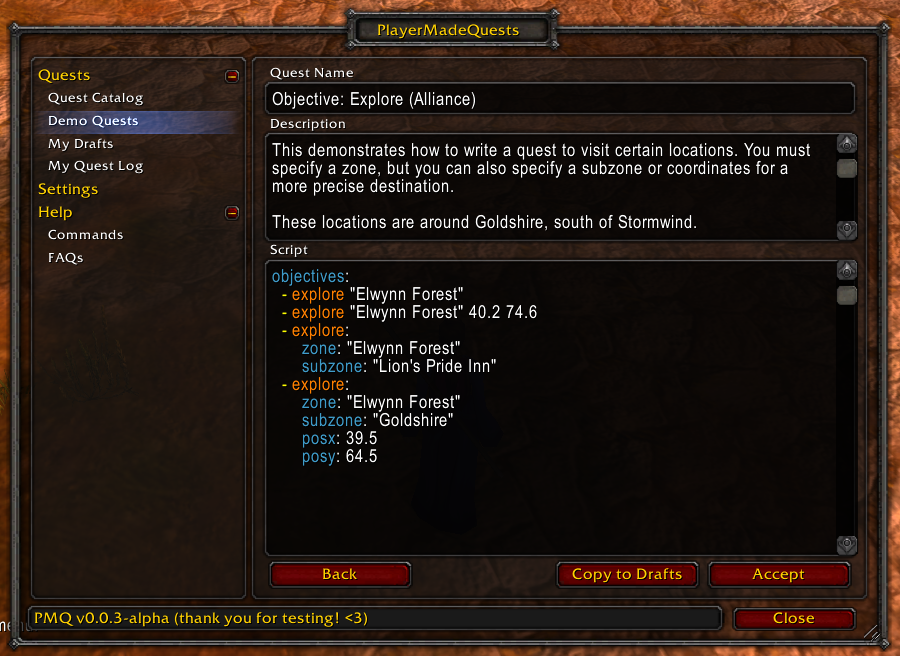 PlayerMadeQuests
Quests
Quest Catalog
Demo Quests
My Drafts
My Quest Log
Settings
Help
Commands
FAQs
Quest Name
Objective: Explore (Alliance)
Description
This demonstrates how to write a quest to visit certain locations. You must
specify a zone, but you can also specify a subzone or coordinates for a
more precise destination.
These locations are around Goldshire, south of Stormwind.
Script
objectives:
- explore "Elwynn Forest"
- explore "Elwynn Forest" 40.2 74.6
- explore:
zone: "Elwynn Forest"
subzone: "Lion's Pride Inn"
- explore:
zone: "Elwynn Forest"
subzone: "Goldshire"
posx: 39.5
posy: 64.5
Back
Copy to Drafts
Accept
PMQ v0.0.3-alpha (thank you for testing! <3)
Close